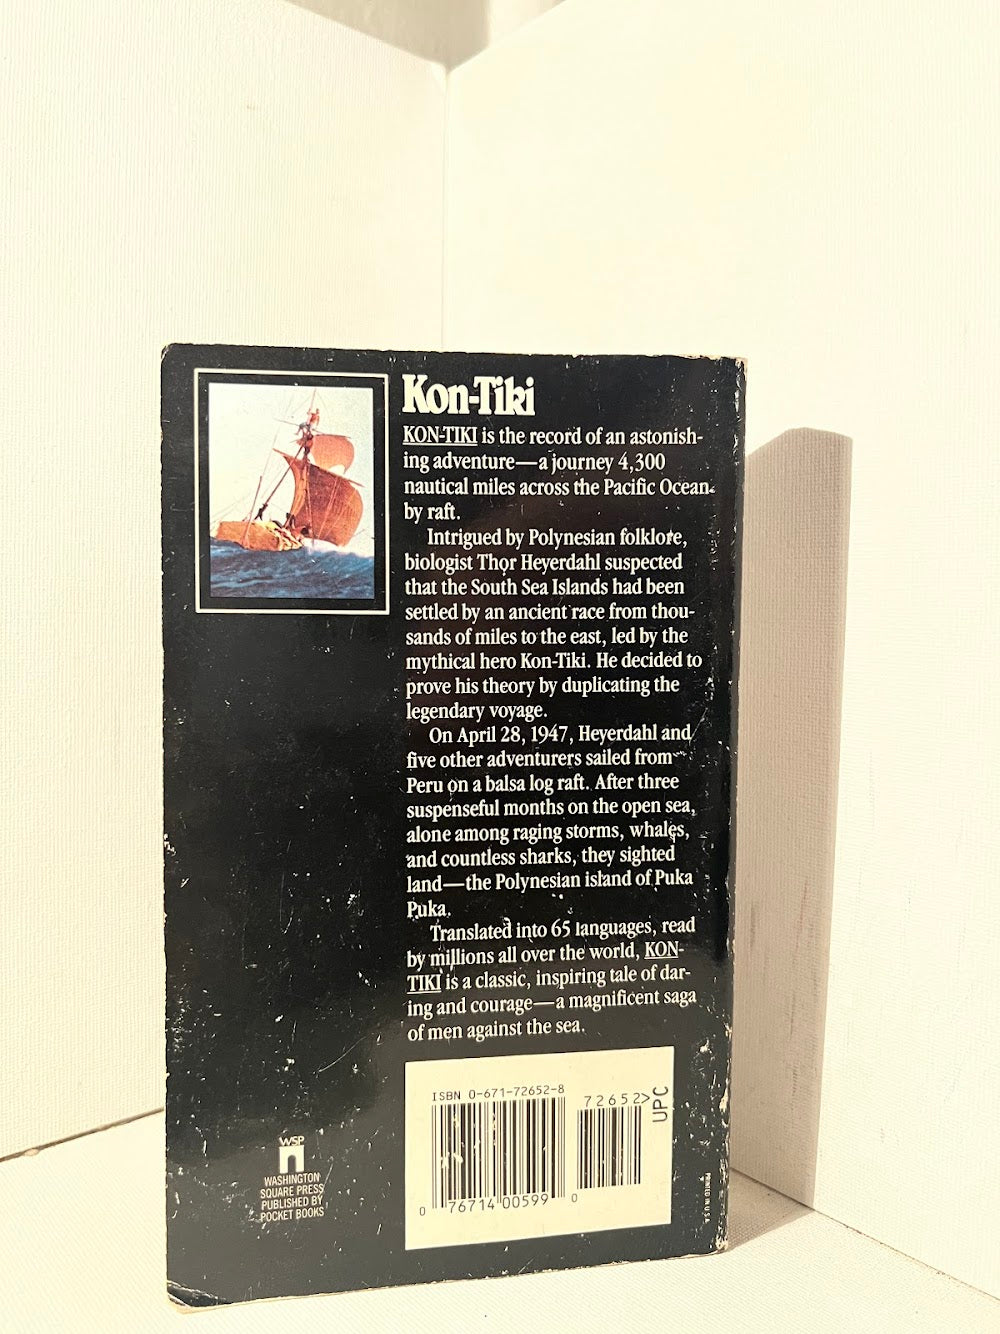 Kon-Tiki
KON-TIKI is the record of an astonish-
ing adventure—a journey 4,300
nautical miles across the Pacific Ocean
by raft.
Intrigued by Polynesian folklore,
biologist Thor Heyerdahl suspected
that the South Sea Islands had been
settled by an ancient race from thou-
sands of miles to the east, led by the
mythical hero Kon-Tiki. He decided to
prove his theory by duplicating the
legendary voyage.
On April 28, 1947, Heyerdahl and
five other adventurers sailed from
Peru on a balsa log raft. After three
suspenseful months on the open sea,
alone among raging storms, whales,
and countless sharks, they sighted
land—the Polynesian island of Puka
Puka.
Translated into 65 languages, read
by millions all over the world, KON-
TIKI is a classic, inspiring tale of dar-
ing and courage—a magnificent saga
of men against the sea.
ISBN 0-671-72652-8
72652>
UPC
0 76714 00599 0
WSP
WASHINGTON
SQUARE PRESS
PUBLISHED BY
POCKET BOOKS
PRINTED IN U.S.A.